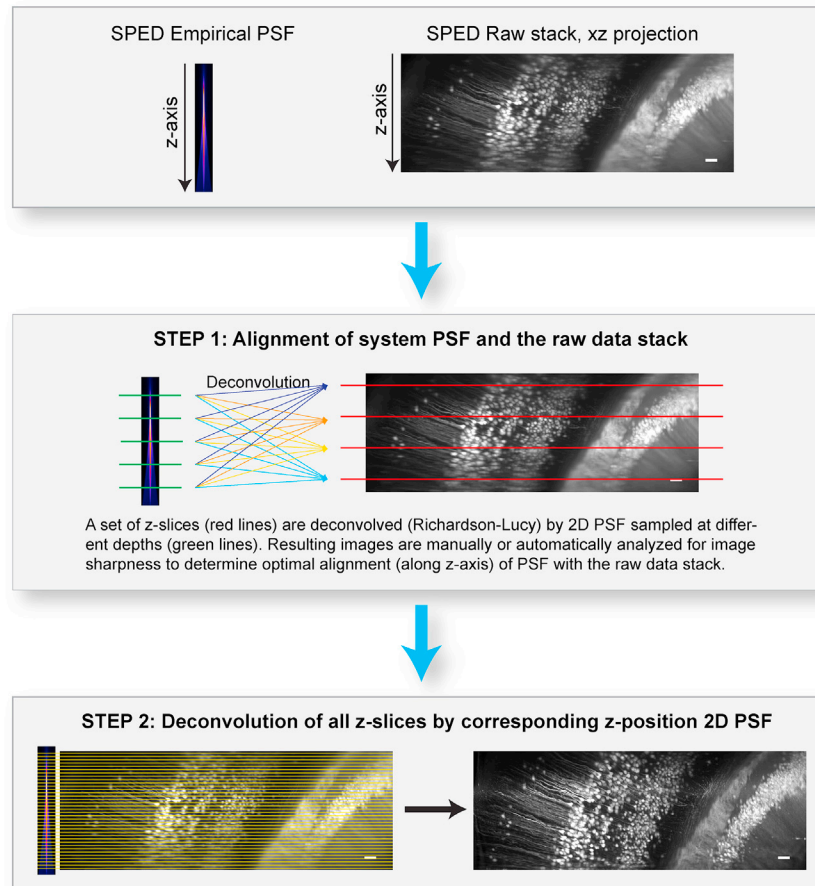 SPED Empirical PSF
SPED Raw stack, xz projection
z-axis
z-axis
STEP 1: Alignment of system PSF and the raw data stack
Deconvolution
A set of z-slices (red lines) are deconvolved (Richardson-Lucy) by 2D PSF sampled at differ-
ent depths (green lines). Resulting images are manually or automatically analyzed for image
sharpness to determine optimal alignment (along z-axis) of PSF with the raw data stack.
STEP 2: Deconvolution of all z-slices by corresponding z-position 2D PSF